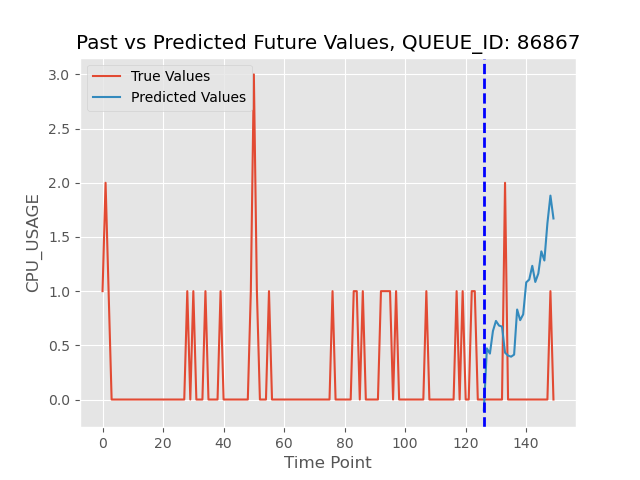 Past vs Predicted Future Values, QUEUE_ID: 86867
True Values
Predicted Values
3.0
2.5
2.0
1.5
1.0
0.5
0.0
CPU_USAGE
0 20 40 60 80 100 120 140
Time Point